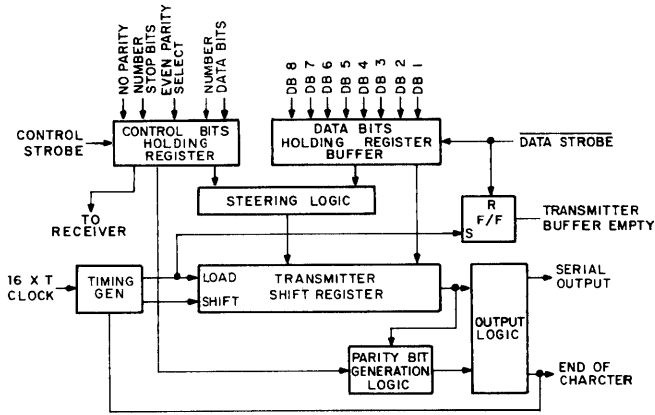 NO PARITY
NUMBER
STOP BITS
EVEN PARITY
SELECT
NUMBER
DATA BITS
DB 8
DB 7
DB 6
DB 5
DB 4
DB 3
DB 2
DB 1
CONTROL
STROBE
CONTROL BITS
HOLDING
REGISTER
DATA BITS
HOLDING REGISTER
BUFFER
DATA STROBE
TO
RECEIVER
STEERING LOGIC
R
F/F
S
TRANSMITTER
BUFFER EMPTY
16 X T
CLOCK
TIMING
GEN
LOAD
SHIFT
TRANSMITTER
SHIFT REGISTER
OUTPUT
LOGIC
SERIAL
OUTPUT
PARITY BIT
GENERATION
LOGIC
END OF
CHARCTER